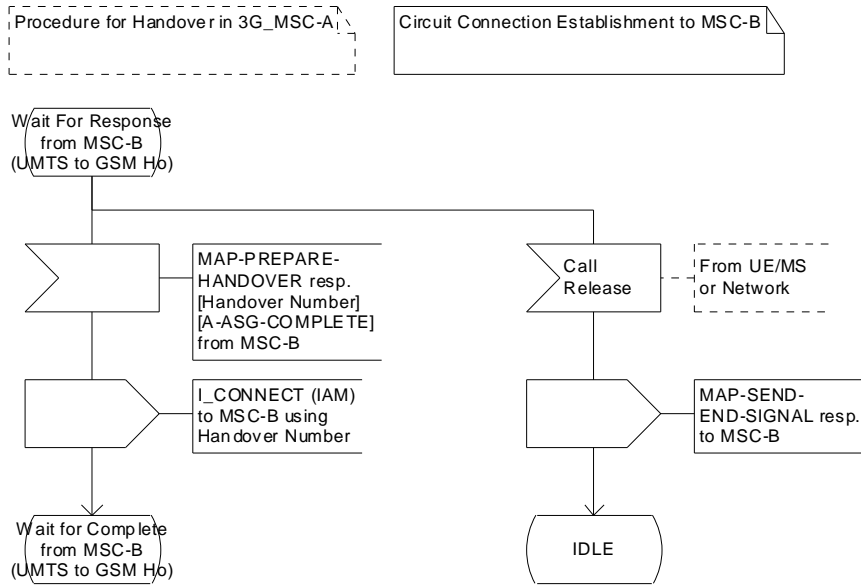 Procedure for Handover in 3G_MSC-A
Circuit Connection Establishment to MSC-B
Wait For Response
from MSC-B
(UMTS to GSM Ho)
MAP-PREPARE-
HANDOVER resp.
[Handover Number]
[A-ASG-COMPLETE]
from MSC-B
Call
Release
From UE/MS
or Network
I_CONNECT (IAM)
to MSC-B using
Handover Number
MAP-SEND-
END-SIGNAL resp.
to MSC-B
Wait for Complete
from MSC-B
(UMTS to GSM Ho)
IDLE